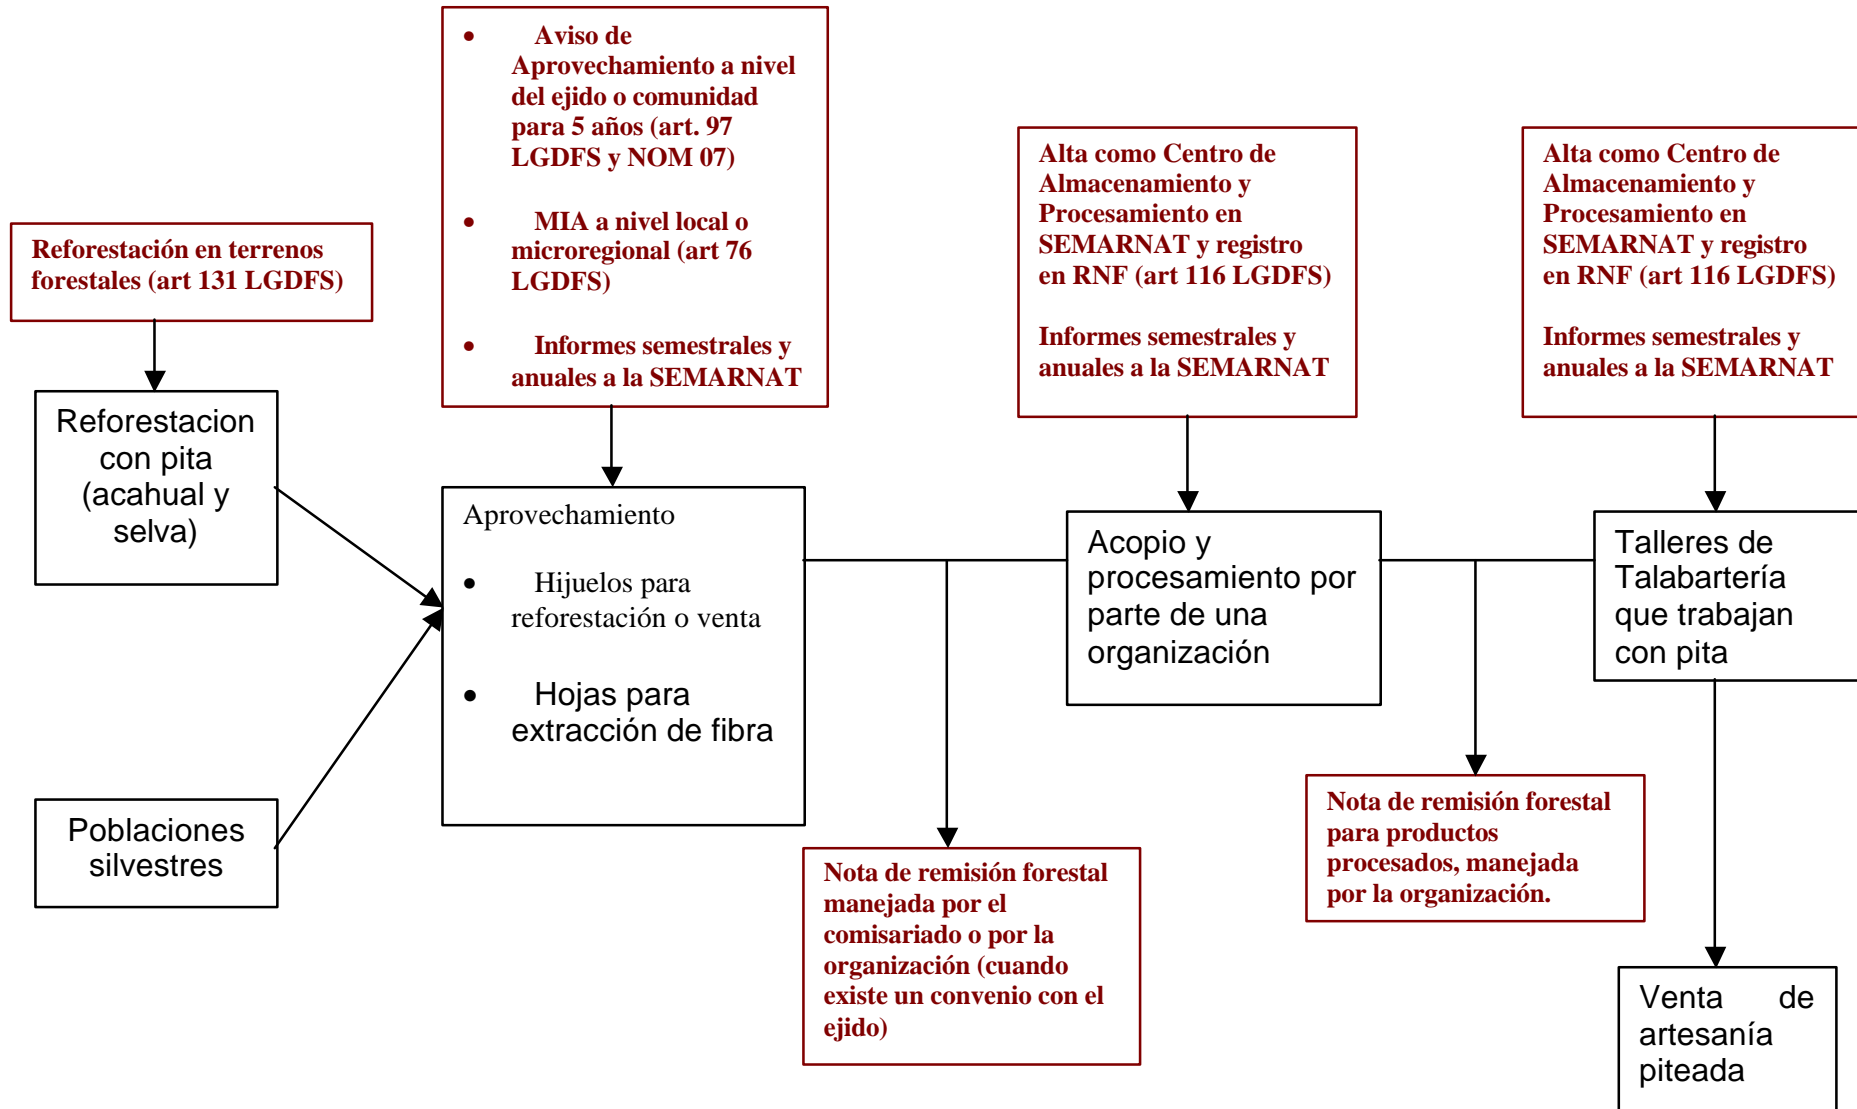 • Aviso de
Aprovechamiento a nivel
del ejido o comunidad
para 5 años (art. 97
LGDFS y NOM 07)
• MIA a nivel local o
microregional (art 76
LGDFS)
• Informes semestrales y
anuales a la SEMARNAT
Alta como Centro de
Almacenamiento y
Procesamiento en
SEMARNAT y registro
en RNF (art 116 LGDFS)
Informes semestrales y
anuales a la SEMARNAT
Alta como Centro de
Almacenamiento y
Procesamiento en
SEMARNAT y registro
en RNF (art 116 LGDFS)
Informes semestrales y
anuales a la SEMARNAT
Reforestación en terrenos
forestales (art 131 LGDFS)
Reforestacion
con pita
(acahual y
selva)
Aprovechamiento
• Hijuelos para
reforestación o venta
• Hojas para
extracción de fibra
Acopio y
procesamiento por
parte de una
organización
Talleres de
Talabartería
que trabajan
con pita
Poblaciones
silvestres
Nota de remisión forestal
manejada por el
comisariado o por la
organización (cuando
existe un convenio con el
ejido)
Nota de remisión forestal
para productos
procesados, manejada
por la organización.
Venta de
artesanía
piteada